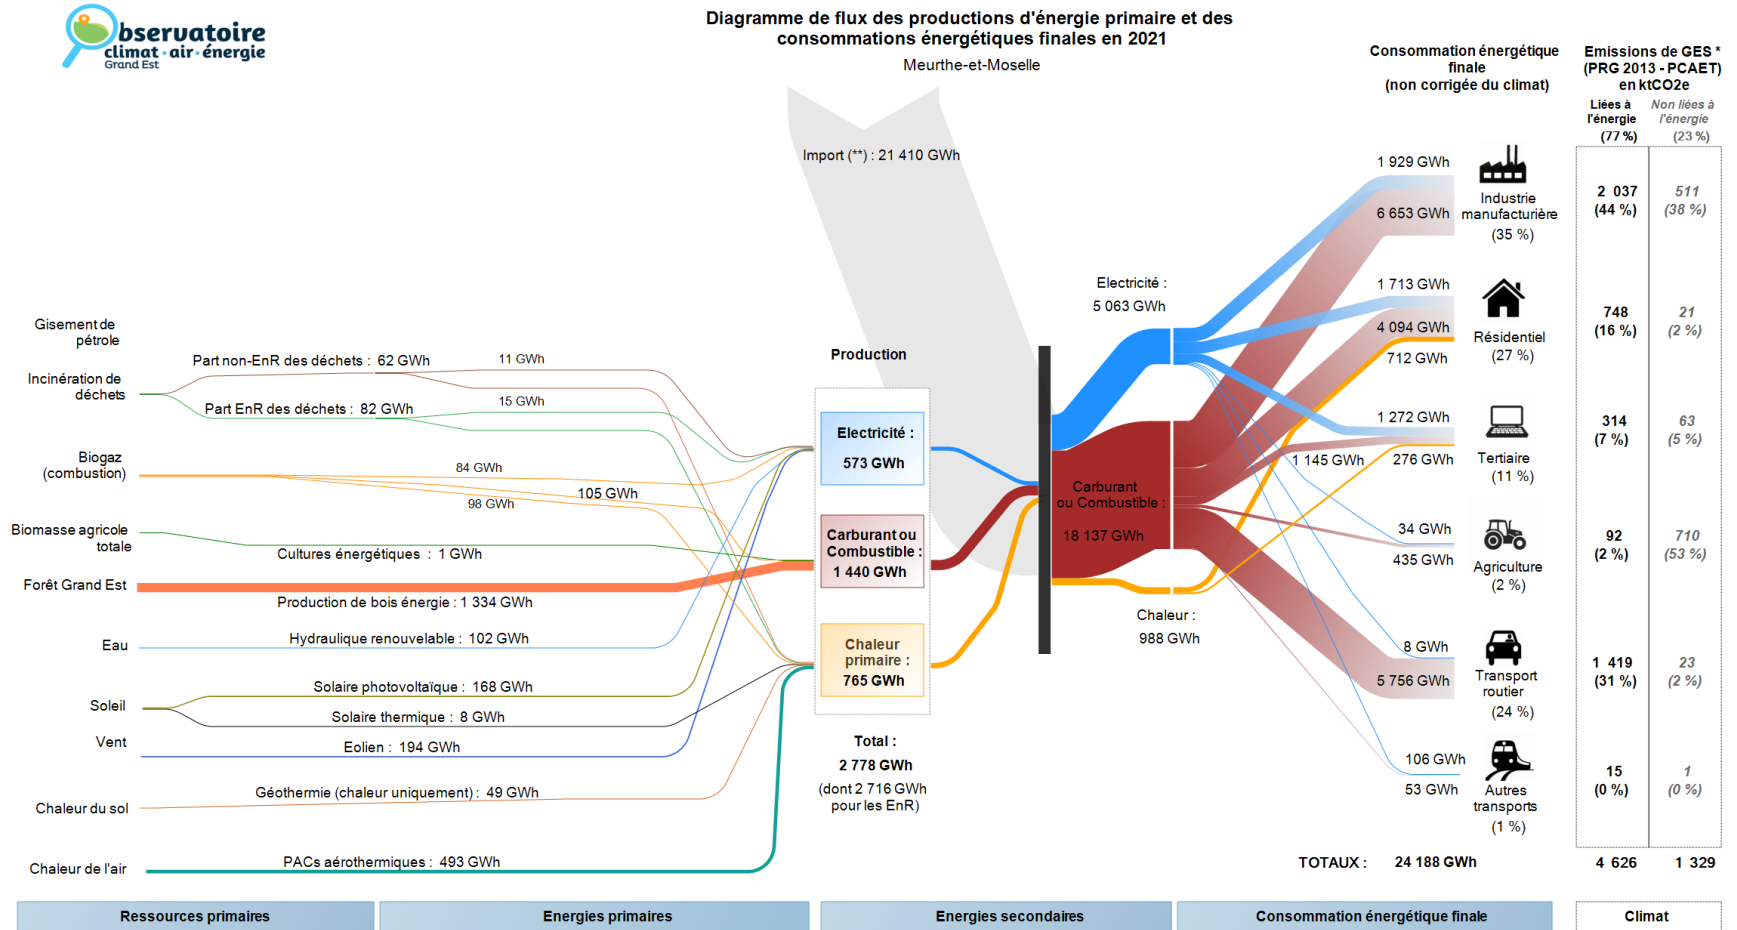 Observatoire
climat · air · énergie
Grand Est
Diagramme de flux des productions d'énergie primaire et des
consommations énergétiques finales en 2021
Meurthe-et-Moselle
Consommation énergétique
finale
(non corrigée du climat)
Emissions de GES *
(PRG 2013 - PCAET)
en ktCO2e
Liées à
l'énergie
(77 %)
Non liées à
l'énergie
(23 %)
Import (**) : 21 410 GWh
Gisement de
pétrole
Incinération de
déchets
Biogaz
(combustion)
Biomasse agricole
totale
Forêt Grand Est
Eau
Soleil
Vent
Chaleur du sol
Chaleur de l'air
Part non-EnR des déchets : 62 GWh
11 GWh
Part EnR des déchets : 82 GWh
15 GWh
84 GWh
105 GWh
98 GWh
Cultures énergétiques : 1 GWh
Production de bois énergie : 1 334 GWh
Hydraulique renouvelable : 102 GWh
Solaire photovoltaïque : 168 GWh
Solaire thermique : 8 GWh
Eolien : 194 GWh
Géothermie (chaleur uniquement) : 49 GWh
PACs aérothermiques : 493 GWh
Production
Electricité :
573 GWh
Carburant ou
Combustible :
1 440 GWh
Chaleur
primaire :
765 GWh
Total :
2 778 GWh
(dont 2 716 GWh
pour les EnR)
Electricité :
5 063 GWh
Carburant
ou Combustible :
18 137 GWh
Chaleur :
988 GWh
1 929 GWh
6 653 GWh
Industrie
manufacturière
(35 %)
2 037
(44 %)
511
(38 %)
1 713 GWh
4 094 GWh
712 GWh
Résidentiel
(27 %)
748
(16 %)
21
(2 %)
1 272 GWh
1 145 GWh
276 GWh
Tertiaire
(11 %)
314
(7 %)
63
(5 %)
34 GWh
435 GWh
Agriculture
(2 %)
92
(2 %)
710
(53 %)
8 GWh
5 756 GWh
Transport
routier
(24 %)
1 419
(31 %)
23
(2 %)
106 GWh
53 GWh
Autres
transports
(1 %)
15
(0 %)
1
(0 %)
TOTAUX : 24 188 GWh
4 626
1 329
Ressources primaires
Energies primaires
Energies secondaires
Consommation énergétique finale
Climat